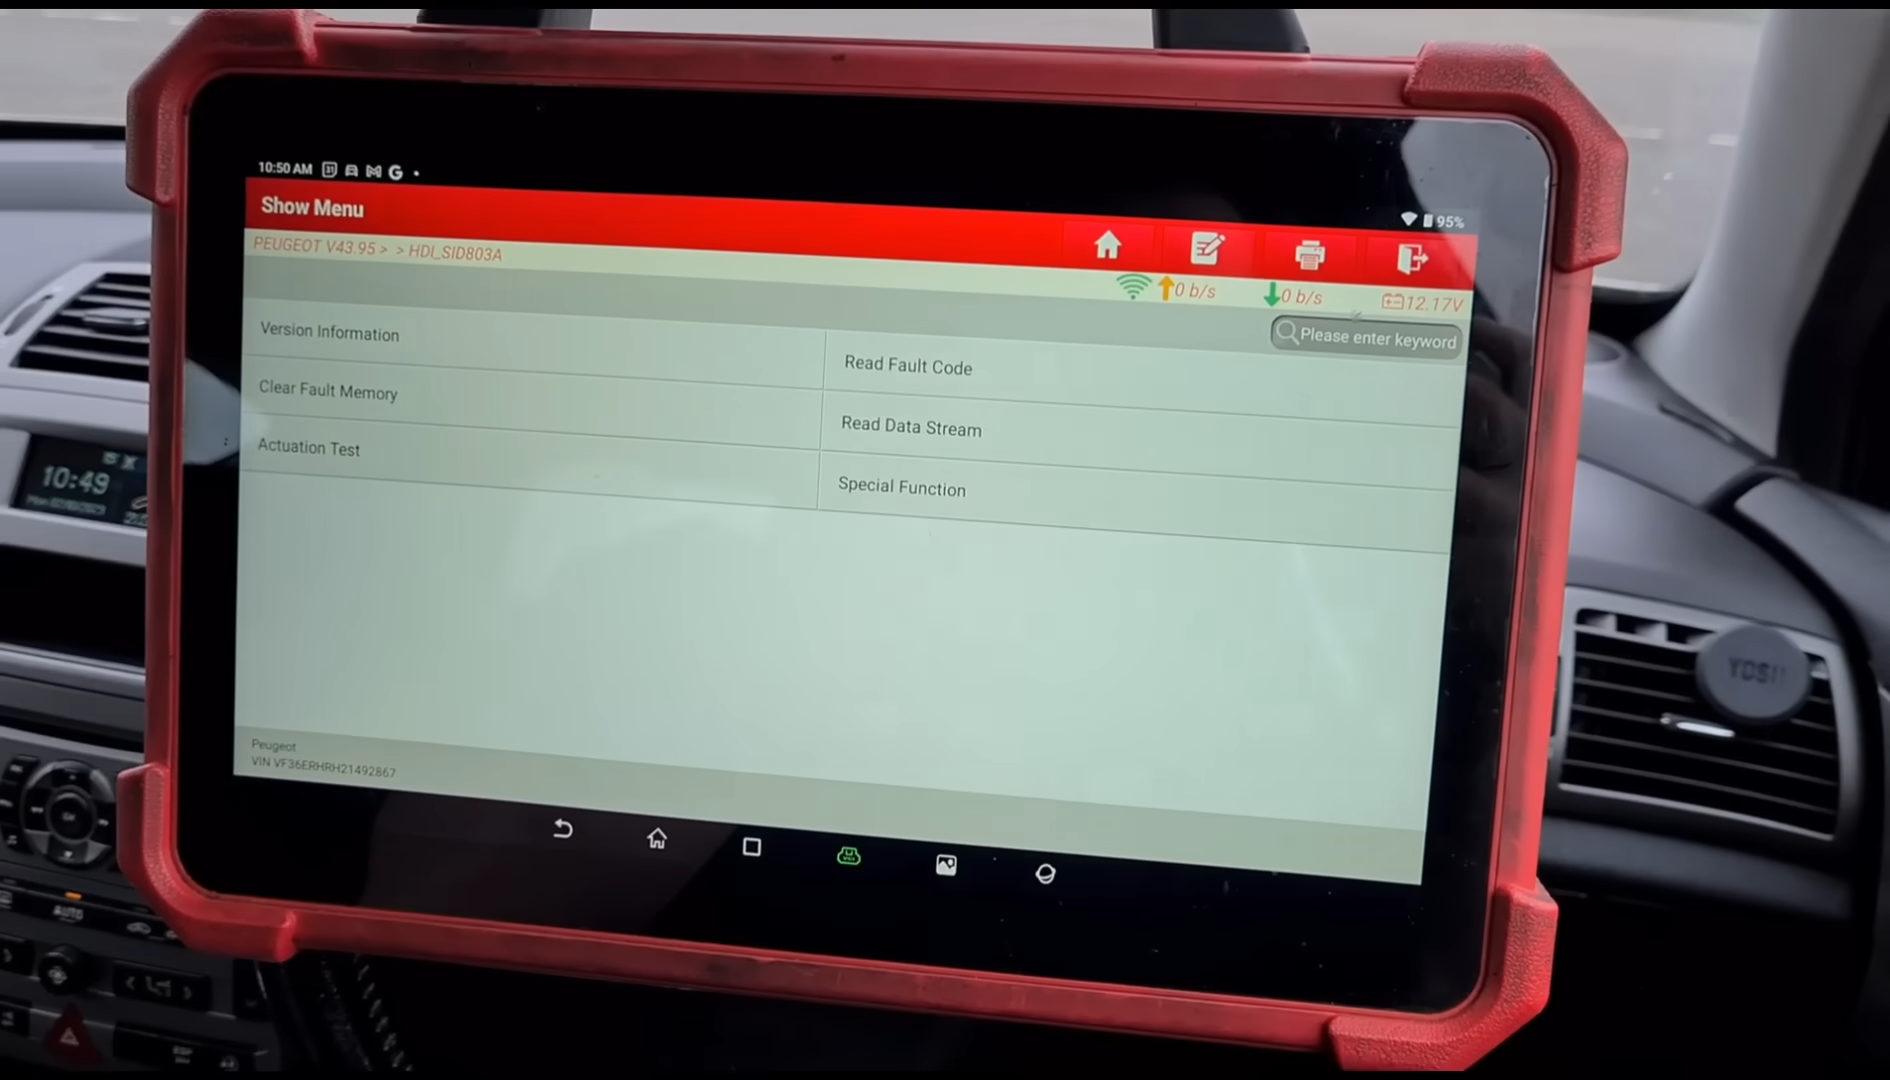 10:50 AM
95%
Show Menu
PEUGEOT V43.95 > > HDI_SID803A
0 b/s
0 b/s
12.17V
Please enter keyword
Version Information
Read Fault Code
Clear Fault Memory
Read Data Stream
Actuation Test
Special Function
Peugeot
VIN VF36ERHRH21492867
10:49
AUTO